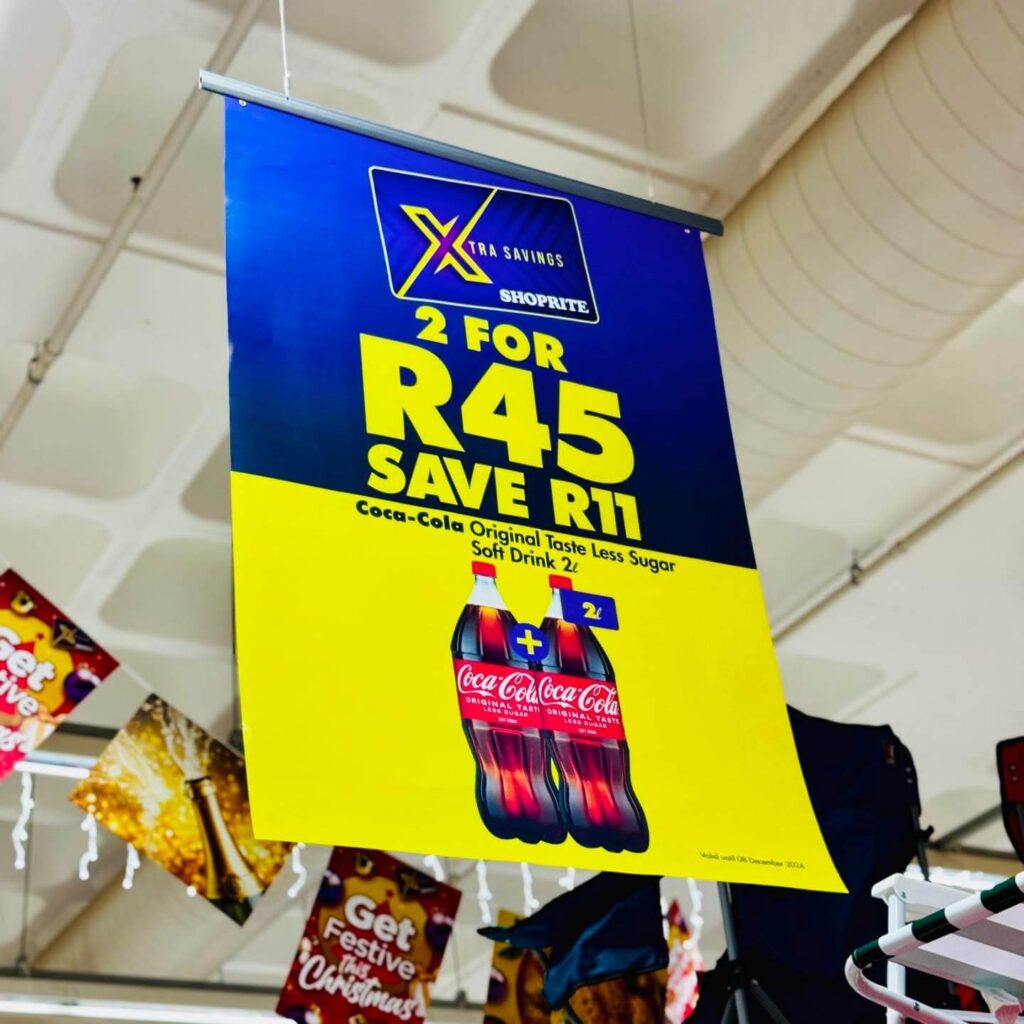 XTRA SAVINGS
SHOPRITE
2 FOR
R45
SAVE R11
Coca-Cola Original Taste Less Sugar
Soft Drink 2ℓ
2ℓ
+
Coca-Cola Coca-Cola
ORIGINAL TASTE ORIGINAL TASTE
LESS SUGAR LESS SUGAR
Valid until 08 December 2024
Get
Festive
this
Christmas